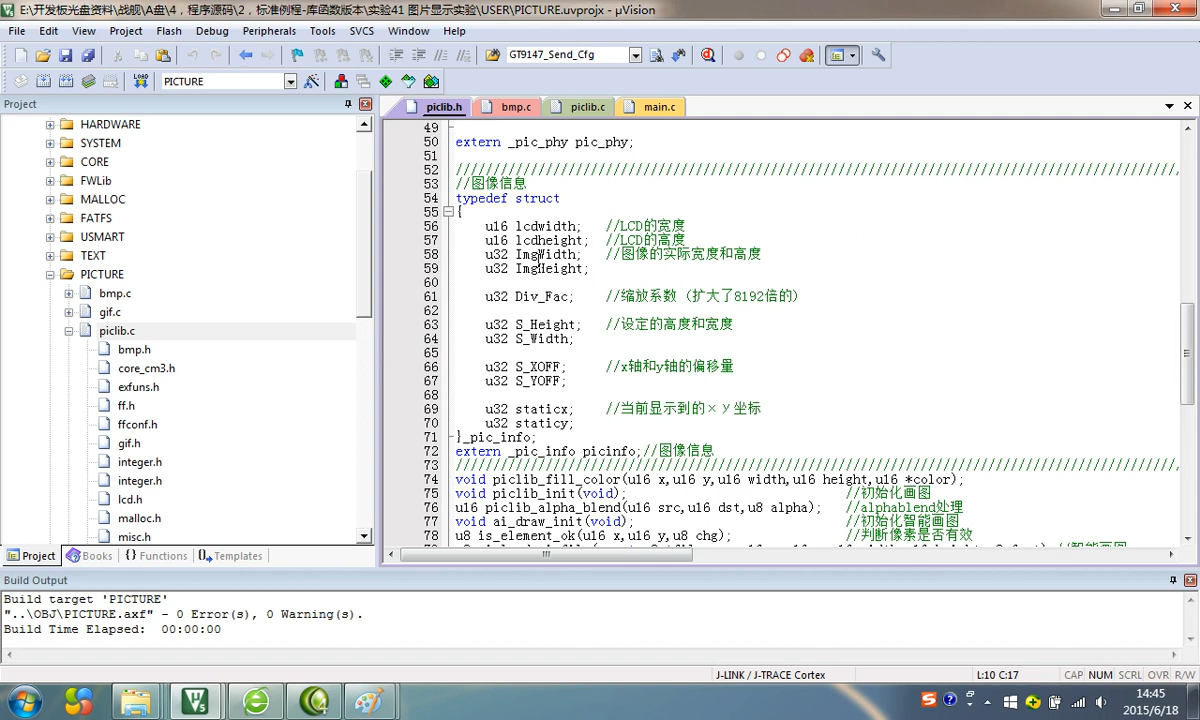 E:\开发板光盘资料\战舰\A盘\4，程序源码\2，标准例程-库函数版本\实验41 图片显示实验\USER\PICTURE.uvprojx - µVision
File Edit View Project Flash Debug Peripherals Tools SVCS Window Help
GT9147_Send_Cfg
LOAD PICTURE
Project
piclib.h bmp.c piclib.c main.c
HARDWARE
SYSTEM
CORE
FWLib
MALLOC
FATFS
USMART
TEXT
PICTURE
bmp.c
gif.c
piclib.c
bmp.h
core_cm3.h
exfuns.h
ff.h
ffconf.h
gif.h
integer.h
integer.h
lcd.h
malloc.h
misc.h
49
50 extern _pic_phy pic_phy;
51
52 ////////////////////////////////////////////////////////////////////////////////////////////////
53 //图像信息
54 typedef struct
55 {
56 u16 lcdwidth; //LCD的宽度
57 u16 lcdheight; //LCD的高度
58 u32 ImgWidth; //图像的实际宽度和高度
59 u32 ImgHeight;
60
61 u32 Div_Fac; //缩放系数 (扩大了8192倍的)
62
63 u32 S_Height; //设定的高度和宽度
64 u32 S_Width;
65
66 u32 S_XOFF; //x轴和y轴的偏移量
67 u32 S_YOFF;
68
69 u32 staticx; //当前显示到的ｘｙ坐标
70 u32 staticy;
71 }_pic_info;
72 extern _pic_info picinfo;//图像信息
73 ////////////////////////////////////////////////////////////////////////////////////////////////
74 void piclib_fill_color(u16 x,u16 y,u16 width,u16 height,u16 *color);
75 void piclib_init(void); //初始化画图
76 u16 piclib_alpha_blend(u16 src,u16 dst,u8 alpha); //alphablend处理
77 void ai_draw_init(void); //初始化智能画图
78 u8 is_element_ok(u16 x,u16 y,u8 chg); //判断像素是否有效
Project Books Functions Templates
Build Output
Build target 'PICTURE'
"..\OBJ\PICTURE.axf" - 0 Error(s), 0 Warning(s).
Build Time Elapsed: 00:00:00
J-LINK / J-TRACE Cortex L:10 C:17 CAP NUM SCRL OVR R/W
14:45
2015/6/18